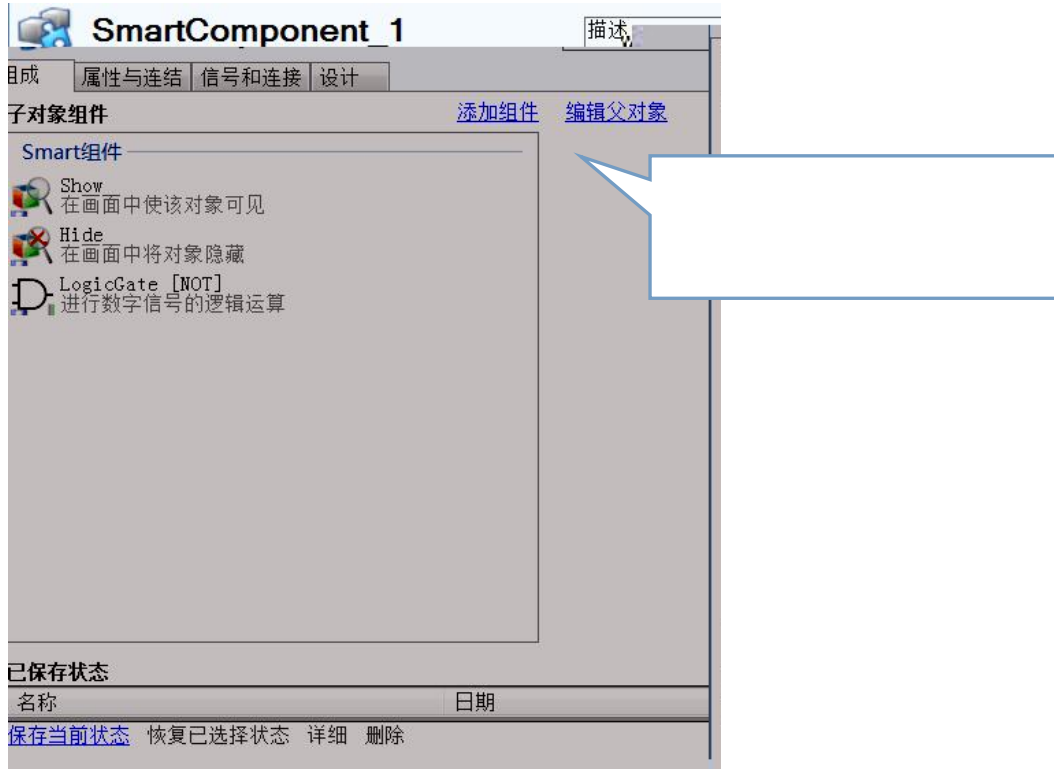 SmartComponent_1 描述
组成 属性与连结 信号和连接 设计
子对象组件 添加组件 编辑父对象
Smart组件
Show
在画面中使该对象可见
Hide
在画面中将对象隐藏
LogicGate [NOT]
进行数字信号的逻辑运算
已保存状态
名称 日期
保存当前状态 恢复已选择状态 详细 删除